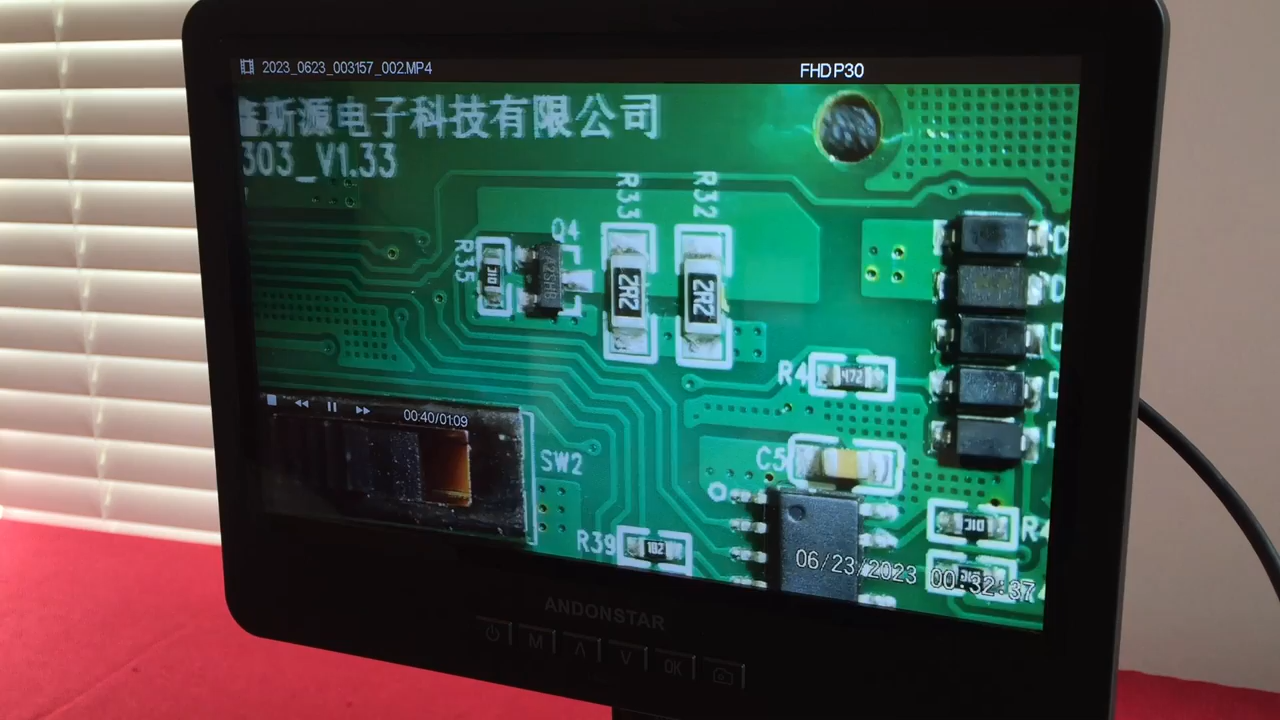 2023_0623_003157_002.MP4
FHD P30
斯源电子科技有限公司
303_V1.33
R33
R32
Q4
R35
A2SHB
2R2
2R2
R4
472
00:40/01:09
SW2
C5
R39
182
06/23/2023 00:32:37
ANDONSTAR
M
OK